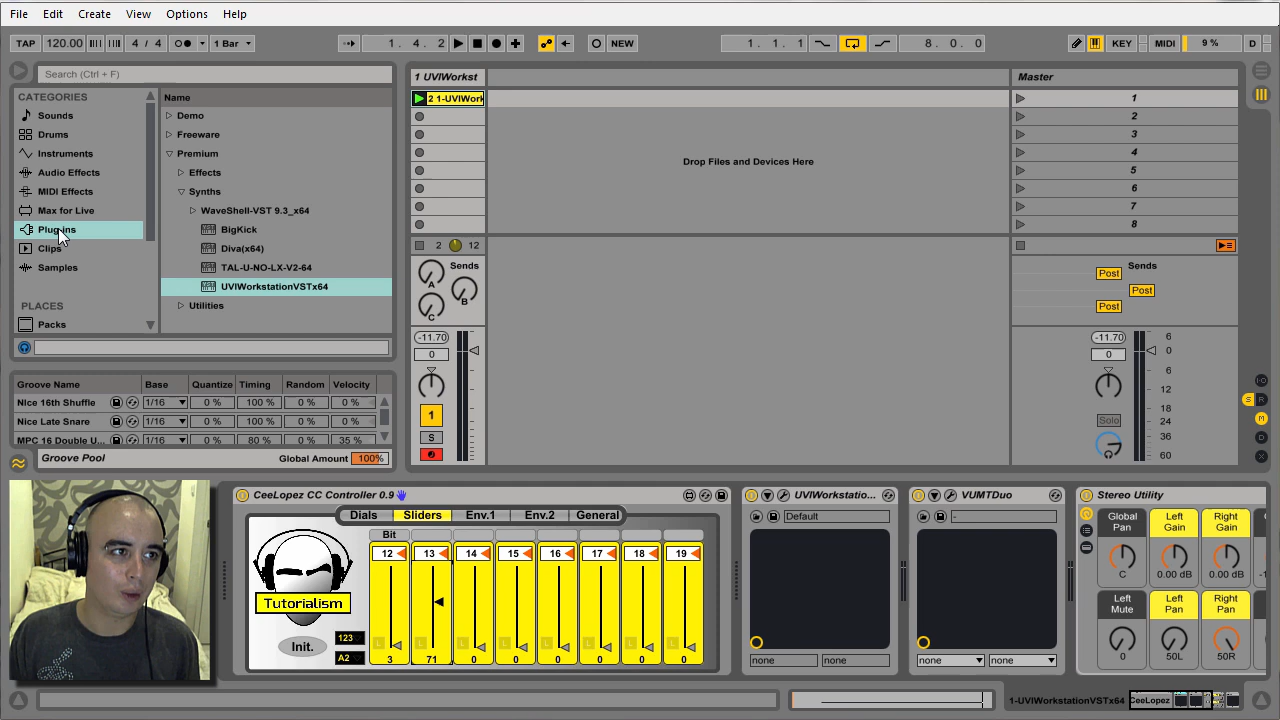 File Edit Create View Options Help
TAP 120.00 4 / 4 1 Bar 1. 4. 2 NEW 1. 1. 1 8. 0. 0 KEY MIDI 9 % D
Search (Ctrl + F)
CATEGORIES
Sounds
Drums
Instruments
Audio Effects
MIDI Effects
Max for Live
Plug-ins
Clips
Samples
PLACES
Packs
Name
Demo
Freeware
Premium
Effects
Synths
WaveShell-VST 9.3_x64
BigKick
Diva(x64)
TAL-U-NO-LX-V2-64
UVIWorkstationVSTx64
Utilities
Groove Name Base Quantize Timing Random Velocity
Nice 16th Shuffle 1/16 0 % 100 % 0 % 0 %
Nice Late Snare 1/16 0 % 100 % 0 % 0 %
MPC 16 Double U... 1/16 0 % 80 % 0 % 35 %
Groove Pool Global Amount 100%
1 UVIWorkst
2 1-UVIWork
Drop Files and Devices Here
2 12
Sends
A
B
C
-11.70
0
1
S
Master
1
2
3
4
5
6
7
8
Sends
Post
Post
Post
-11.70
0
Solo
6
0
6
12
18
24
36
60
I·O
S R
M
D
X
CeeLopez CC Controller 0.9
Dials Sliders Env.1 Env.2 General
Bit
12 13 14 15 16 17 18 19
L L L L L L L L
3 71 0 0 0 0 0 0
Tutorialism
Init. 123
A2
UVIWorkstatio...
Default
none none
VUMTDuo
-
none none
Stereo Utility
Global Pan Left Gain Right Gain
C 0.00 dB 0.00 dB
Left Mute Left Pan Right Pan
0 50L 50R
1-UVIWorkstationVSTx64 CeeLopez